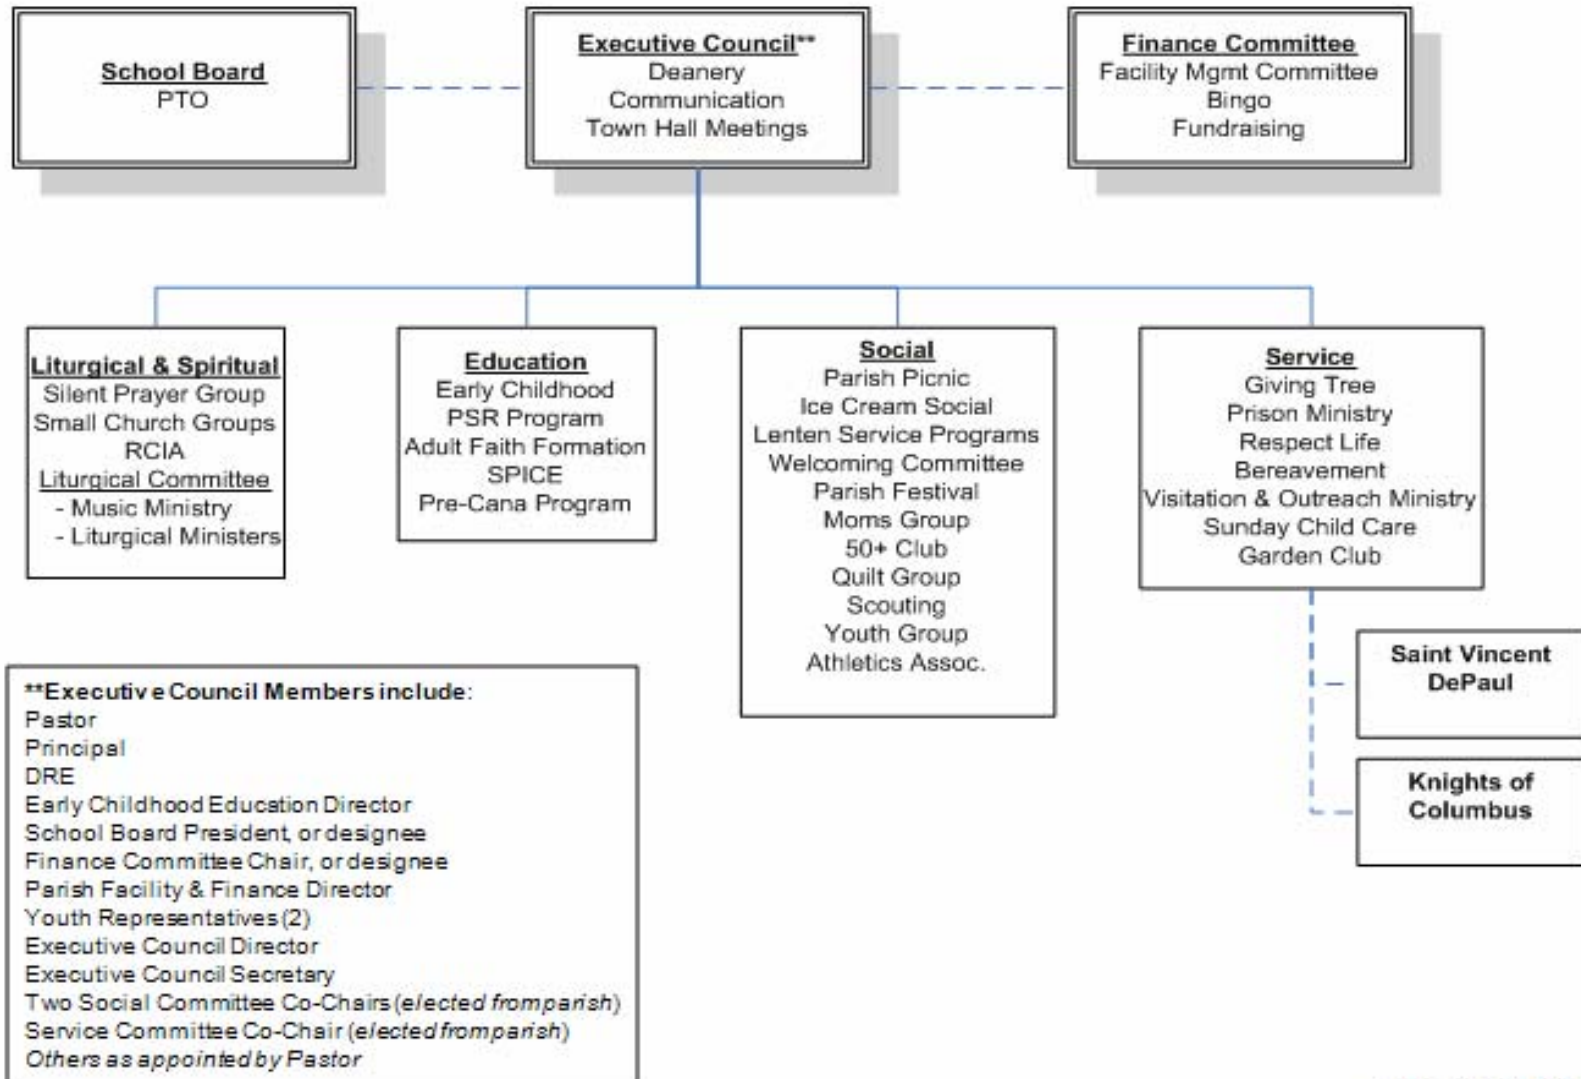 School Board
PTO
Executive Council**
Deanery
Communication
Town Hall Meetings
Finance Committee
Facility Mgmt Committee
Bingo
Fundraising
Liturgical & Spiritual
Silent Prayer Group
Small Church Groups
RCIA
Liturgical Committee
- Music Ministry
- Liturgical Ministers
Education
Early Childhood
PSR Program
Adult Faith Formation
SPICE
Pre-Cana Program
Social
Parish Picnic
Ice Cream Social
Lenten Service Programs
Welcoming Committee
Parish Festival
Moms Group
50+ Club
Quilt Group
Scouting
Youth Group
Athletics Assoc.
Service
Giving Tree
Prison Ministry
Respect Life
Bereavement
Visitation & Outreach Ministry
Sunday Child Care
Garden Club
Saint Vincent
DePaul
Knights of
Columbus
**Executive Council Members include:
Pastor
Principal
DRE
Early Childhood Education Director
School Board President, or designee
Finance Committee Chair, or designee
Parish Facility & Finance Director
Youth Representatives (2)
Executive Council Director
Executive Council Secretary
Two Social Committee Co-Chairs (elected from parish)
Service Committee Co-Chair (elected from parish)
Others as appointed by Pastor